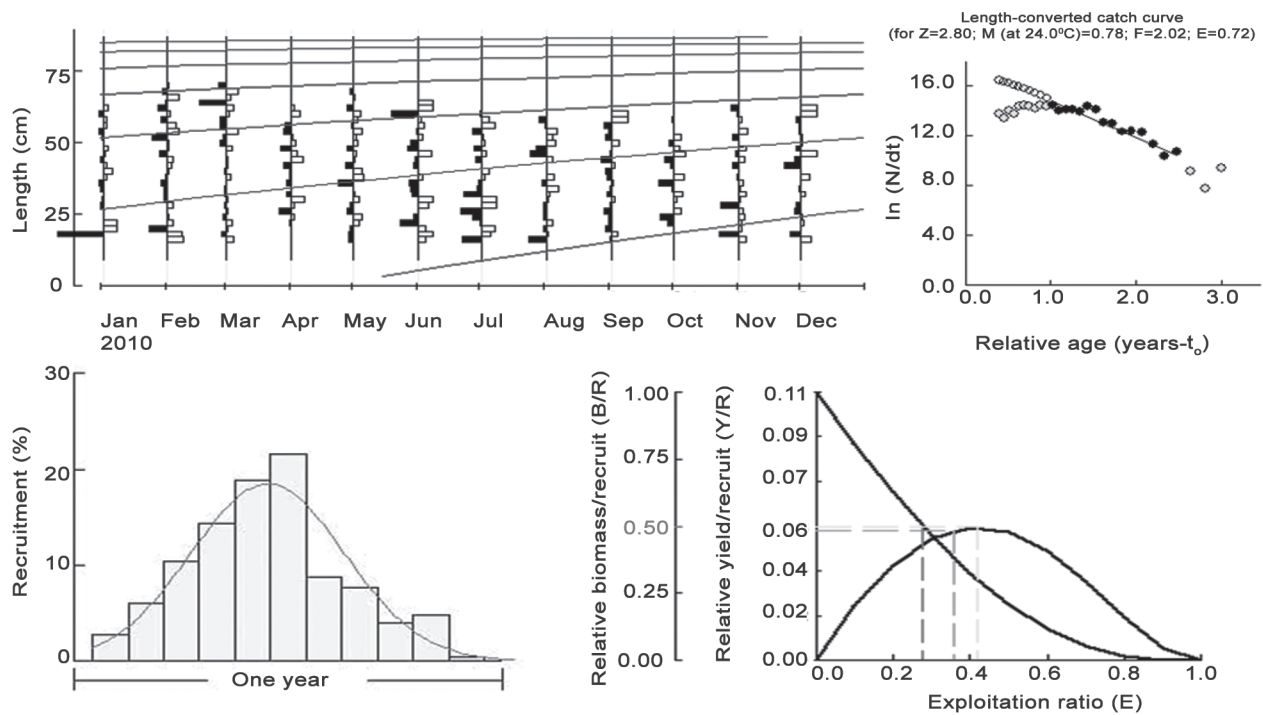 Length-converted catch curve
(for Z=2.80; M (at 24.0ºC)=0.78; F=2.02; E=0.72)
Length (cm)
75
50
25
0
Jan Feb Mar Apr May Jun Jul Aug Sep Oct Nov Dec
2010
ln (N/dt)
16.0
12.0
8.0
4.0
0.0
0.0 1.0 2.0 3.0
Relative age (years-to)
Recruitment (%)
30
20
10
0
One year
Relative biomass/recruit (B/R)
1.00
0.75
0.50
0.25
0.00
Relative yield/recruit (Y/R)
0.11
0.09
0.07
0.06
0.04
0.02
0.00
0.0 0.2 0.4 0.6 0.8 1.0
Exploitation ratio (E)